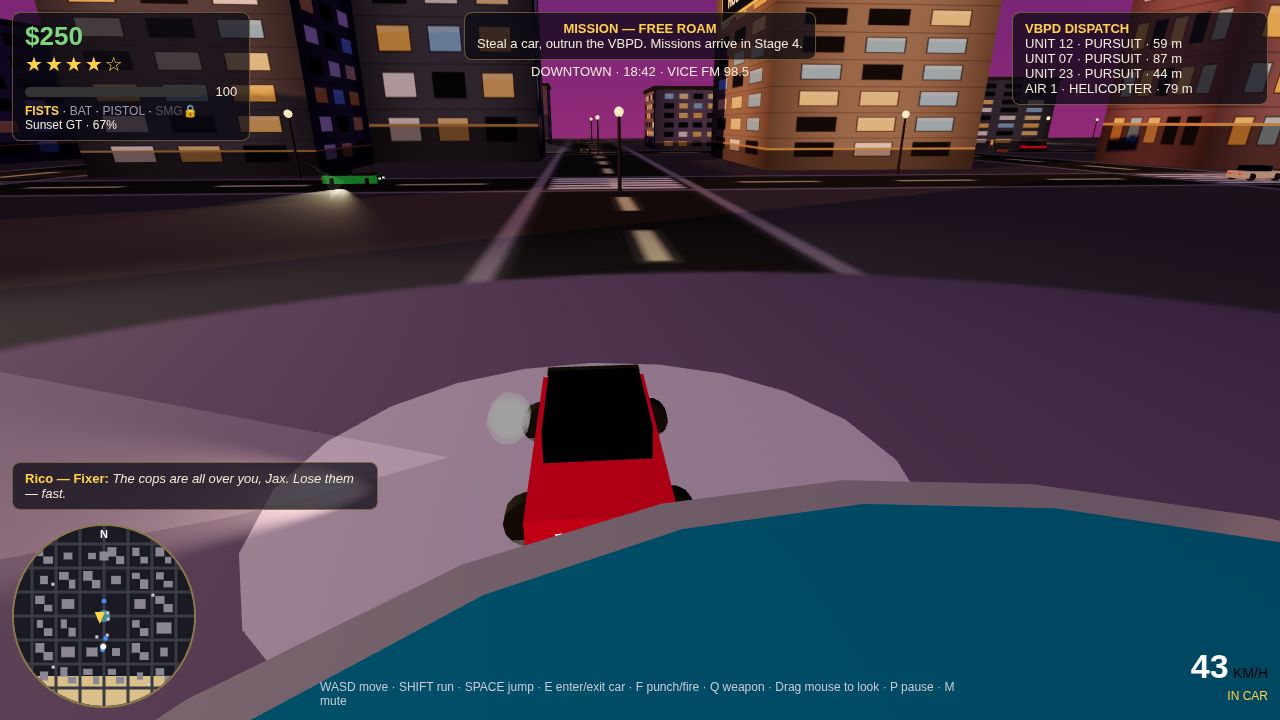 $250
★★★★☆
100
FISTS · BAT · PISTOL · SMG🔒
Sunset GT · 67%
MISSION — FREE ROAM
Steal a car, outrun the VBPD. Missions arrive in Stage 4.
DOWNTOWN · 18:42 · VICE FM 98.5
VBPD DISPATCH
UNIT 12 · PURSUIT · 59 m
UNIT 07 · PURSUIT · 87 m
UNIT 23 · PURSUIT · 44 m
AIR 1 · HELICOPTER · 79 m
Rico — Fixer: The cops are all over you, Jax. Lose them
— fast.
N
WASD move · SHIFT run · SPACE jump · E enter/exit car · F punch/fire · Q weapon · Drag mouse to look · P pause · M
mute
43 KM/H
IN CAR